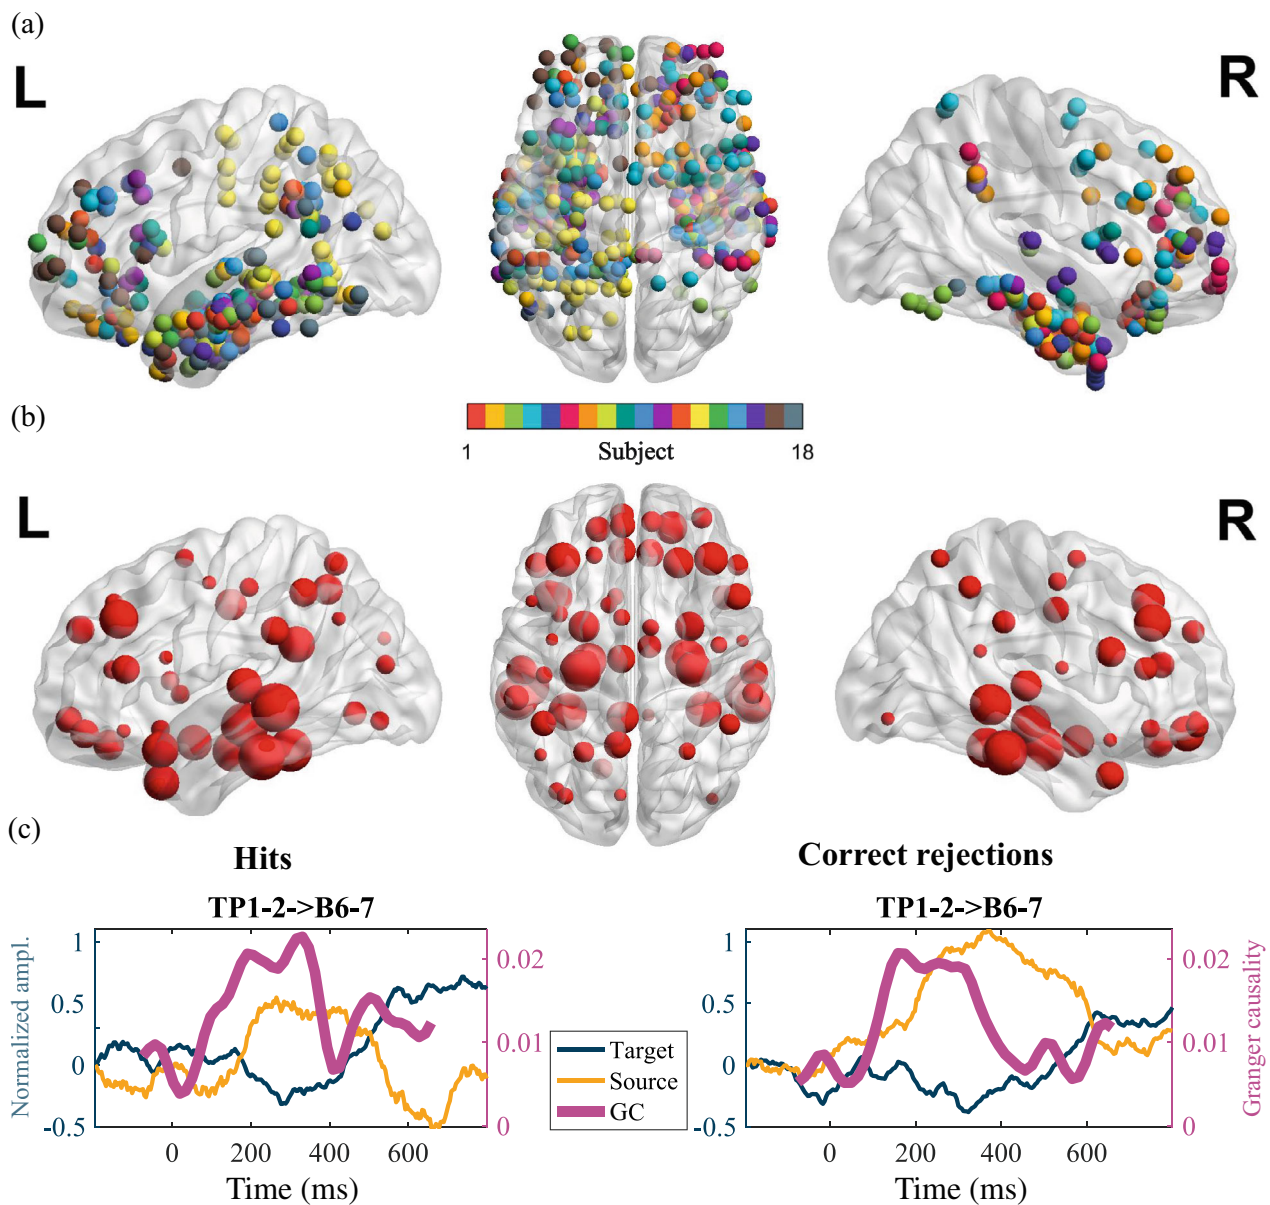 (a)
L
R
(b)
1
Subject
18
L
R
(c)
Hits
Correct rejections
TP1-2->B6-7
TP1-2->B6-7
Normalized ampl.
1
0.5
0
-0.5
0.02
0.01
0
0
200
400
600
Time (ms)
Target
Source
GC
1
0.5
0
-0.5
0.02
0.01
0
Granger causality
0
200
400
600
Time (ms)